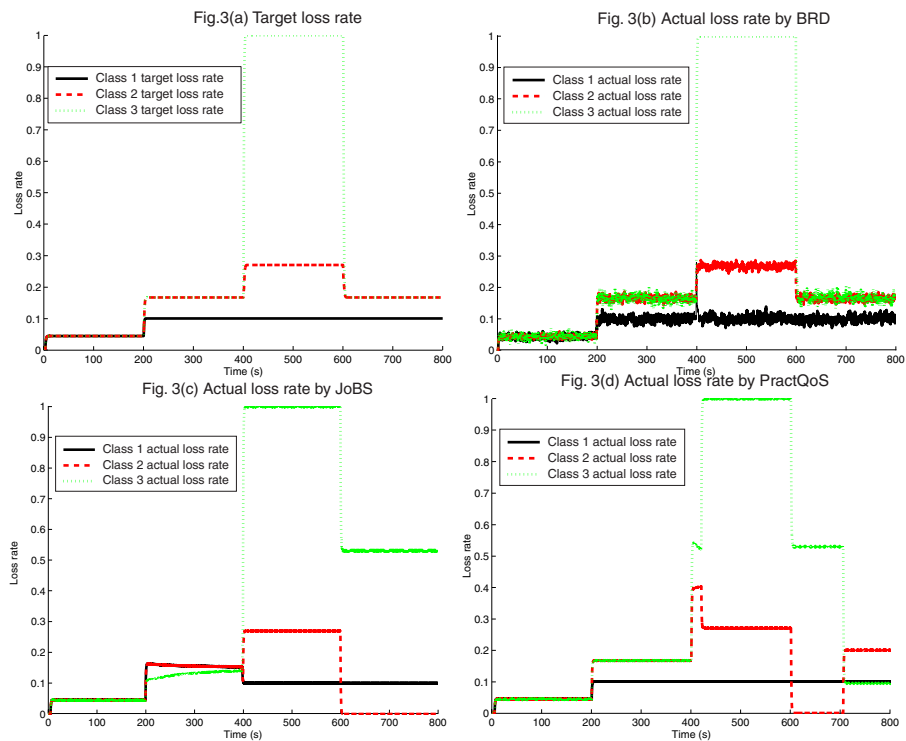 Fig.3(a) Target loss rate
1
0.9
0.8
0.7
0.6
0.5
0.4
0.3
0.2
0.1
0
Loss rate
Class 1 target loss rate
Class 2 target loss rate
Class 3 target loss rate
0 100 200 300 400 500 600 700 800
Time (s)
Fig. 3(b) Actual loss rate by BRD
1
0.9
0.8
0.7
0.6
0.5
0.4
0.3
0.2
0.1
0
Loss rate
Class 1 actual loss rate
Class 2 actual loss rate
Class 3 actual loss rate
0 100 200 300 400 500 600 700 800
Time (s)
Fig. 3(c) Actual loss rate by JoBS
1
0.9
0.8
0.7
0.6
0.5
0.4
0.3
0.2
0.1
0
Loss rate
Class 1 actual loss rate
Class 2 actual loss rate
Class 3 actual loss rate
0 100 200 300 400 500 600 700 800
Time (s)
Fig. 3(d) Actual loss rate by PractQoS
1
0.9
0.8
0.7
0.6
0.5
0.4
0.3
0.2
0.1
0
Loss rate
Class 1 actual loss rate
Class 2 actual loss rate
Class 3 actual loss rate
0 100 200 300 400 500 600 700 800
Time (s)